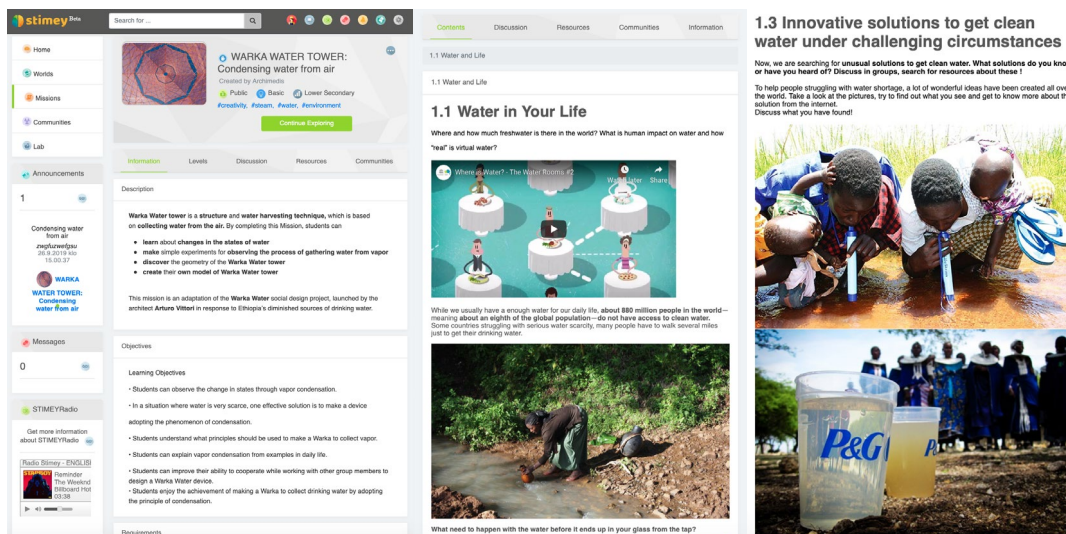 stimey Beta
Search for ...
Home
Worlds
Missions
Communities
Lab
Announcements
1
Condensing water
from air
zwgfuzwefgsu
26.9.2019 klo
15.00.37
WARKA
WATER TOWER:
Condensing
water from air
Messages
0
STIMEYRadio
Get more information
about STIMEYRadio
Radio Stimey - ENGLISH
STARBOY
Reminder
The Weeknd
Billboard Hot
03:38
WARKA WATER TOWER:
Condensing water from air
Created by Archimedis
Public Basic Lower Secondary
#creativity, #steam, #water, #environment
Continue Exploring
Information Levels Discussion Resources Communities
Description
Warka Water tower is a structure and water harvesting technique, which is based
on collecting water from the air. By completing this Mission, students can
• learn about changes in the states of water
• make simple experiments for observing the process of gathering water from vapor
• discover the geometry of the Warka Water tower
• create their own model of Warka Water tower
This mission is an adaptation of the Warka Water social design project, launched by the
architect Arturo Vittori in response to Ethiopia's diminished sources of drinking water.
Objectives
Learning Objectives
• Students can observe the change in states through vapor condensation.
• In a situation where water is very scarce, one effective solution is to make a device
adopting the phenomenon of condensation.
• Students understand what principles should be used to make a Warka to collect vapor.
• Students can explain vapor condensation from examples in daily life.
• Students can improve their ability to cooperate while working with other group members to
design a Warka Water device.
• Students enjoy the achievement of making a Warka to collect drinking water by adopting
the principle of condensation.
Requirements
Contents Discussion Resources Communities Information
1.1 Water and Life
1.1 Water and Life
1.1 Water in Your Life
Where and how much freshwater is there in the world? What is human impact on water and how
"real" is virtual water?
Where is Water? - The Water Rooms #2
Watch later Share
While we usually have a enough water for our daily life, about 880 million people in the world—
meaning about an eighth of the global population—do not have access to clean water.
Some countries struggling with serious water scarcity, many people have to walk several miles
just to get their drinking water.
What need to happen with the water before it ends up in your glass from the tap?
1.3 Innovative solutions to get clean
water under challenging circumstances
Now, we are searching for unusual solutions to get clean water. What solutions do you kno
or have you heard of? Discuss in groups, search for resources about these !
To help people struggling with water shortage, a lot of wonderful ideas have been created all ove
the world. Take a look at the pictures, try to find out what you see and get to know more about th
solution from the internet.
Discuss what you have found!
P&G
P&G